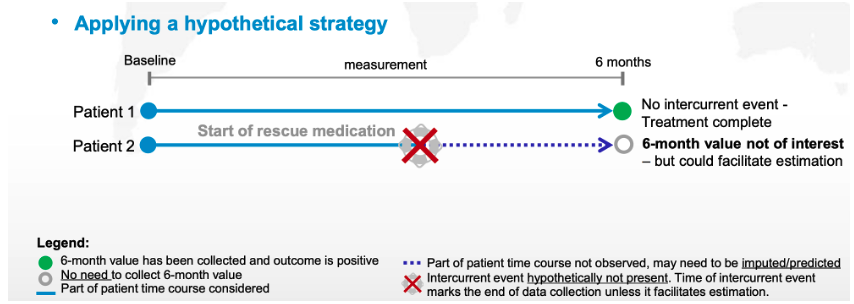 • Applying a hypothetical strategy
Baseline
measurement
6 months
Patient 1
No intercurrent event -
Treatment complete
Start of rescue medication
Patient 2
6-month value not of interest
– but could facilitate estimation
Legend:
6-month value has been collected and outcome is positive
No need to collect 6-month value
Part of patient time course considered
Part of patient time course not observed, may need to be imputed/predicted
Intercurrent event hypothetically not present. Time of intercurrent event
marks the end of data collection unless it facilitates estimation.